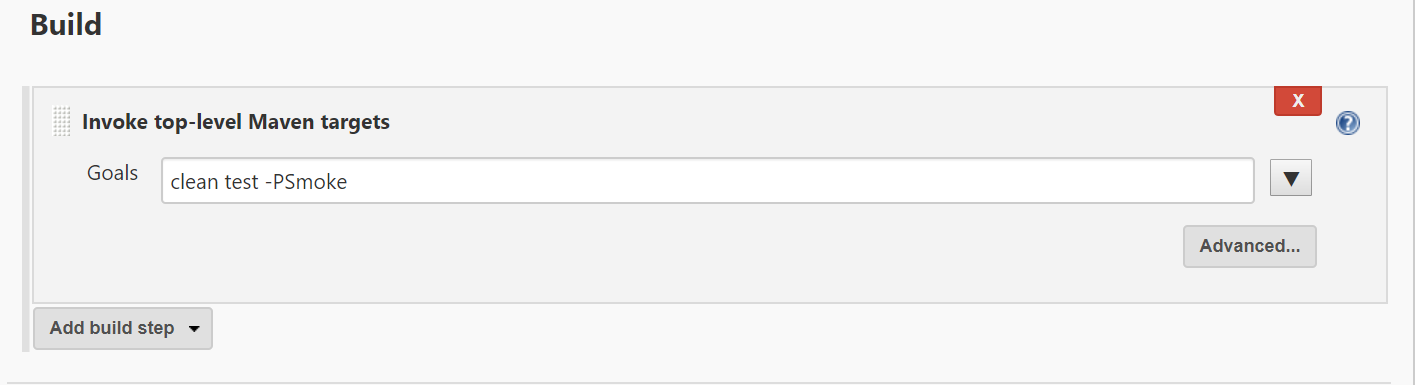 Build
X
Invoke top-level Maven targets
?
Goals
clean test -PSmoke
▼
Advanced...
Add build step